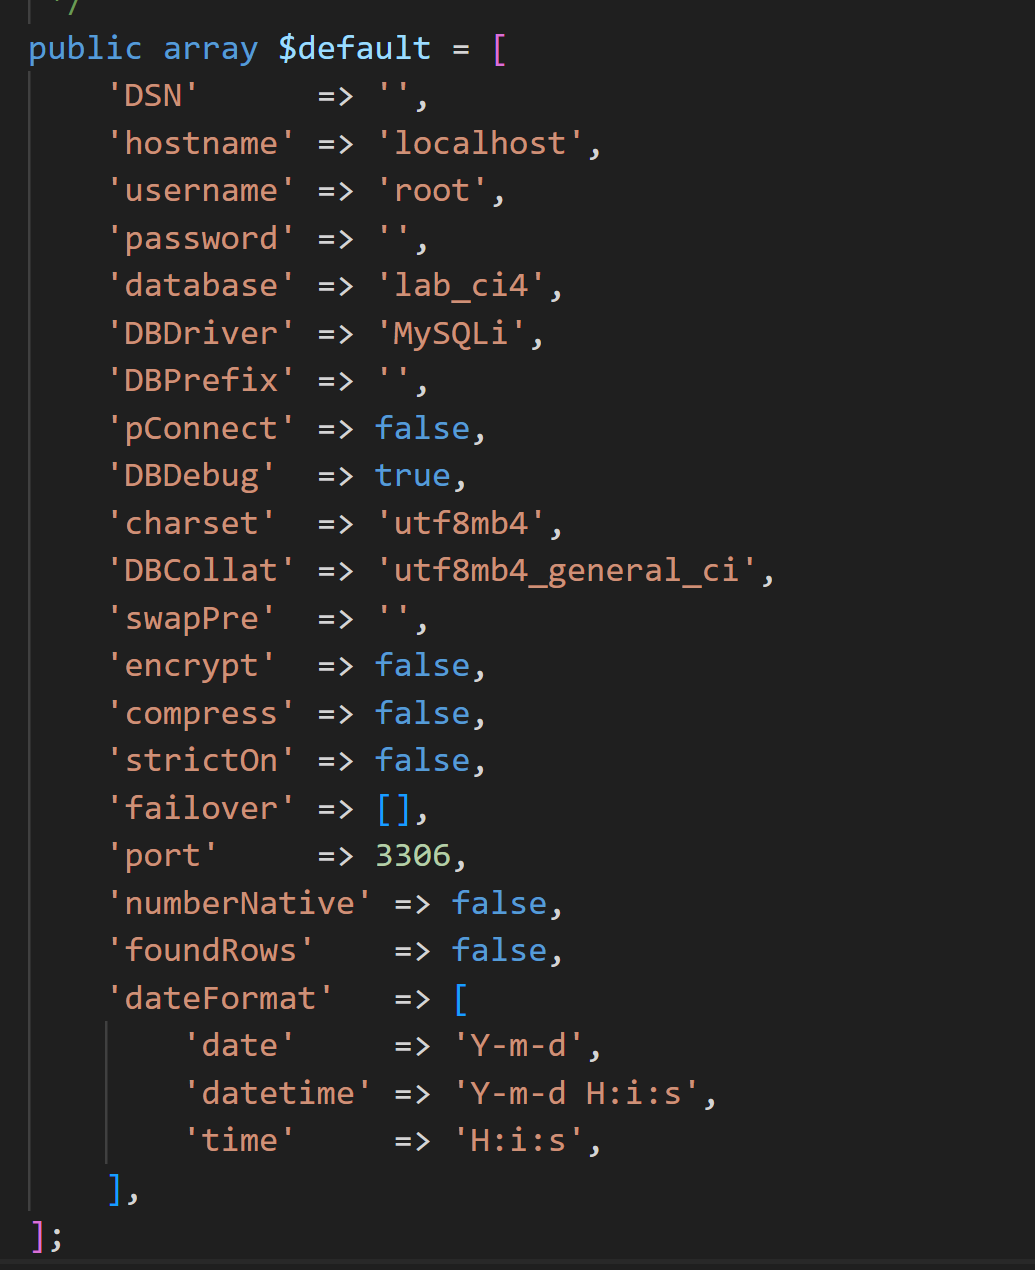 */
public array $default = [
    'DSN'      => '',
    'hostname' => 'localhost',
    'username' => 'root',
    'password' => '',
    'database' => 'lab_ci4',
    'DBDriver' => 'MySQLi',
    'DBPrefix' => '',
    'pConnect' => false,
    'DBDebug'  => true,
    'charset'  => 'utf8mb4',
    'DBCollat' => 'utf8mb4_general_ci',
    'swapPre'  => '',
    'encrypt'  => false,
    'compress' => false,
    'strictOn' => false,
    'failover' => [],
    'port'     => 3306,
    'numberNative' => false,
    'foundRows'    => false,
    'dateFormat'   => [
        'date'     => 'Y-m-d',
        'datetime' => 'Y-m-d H:i:s',
        'time'     => 'H:i:s',
    ],
];